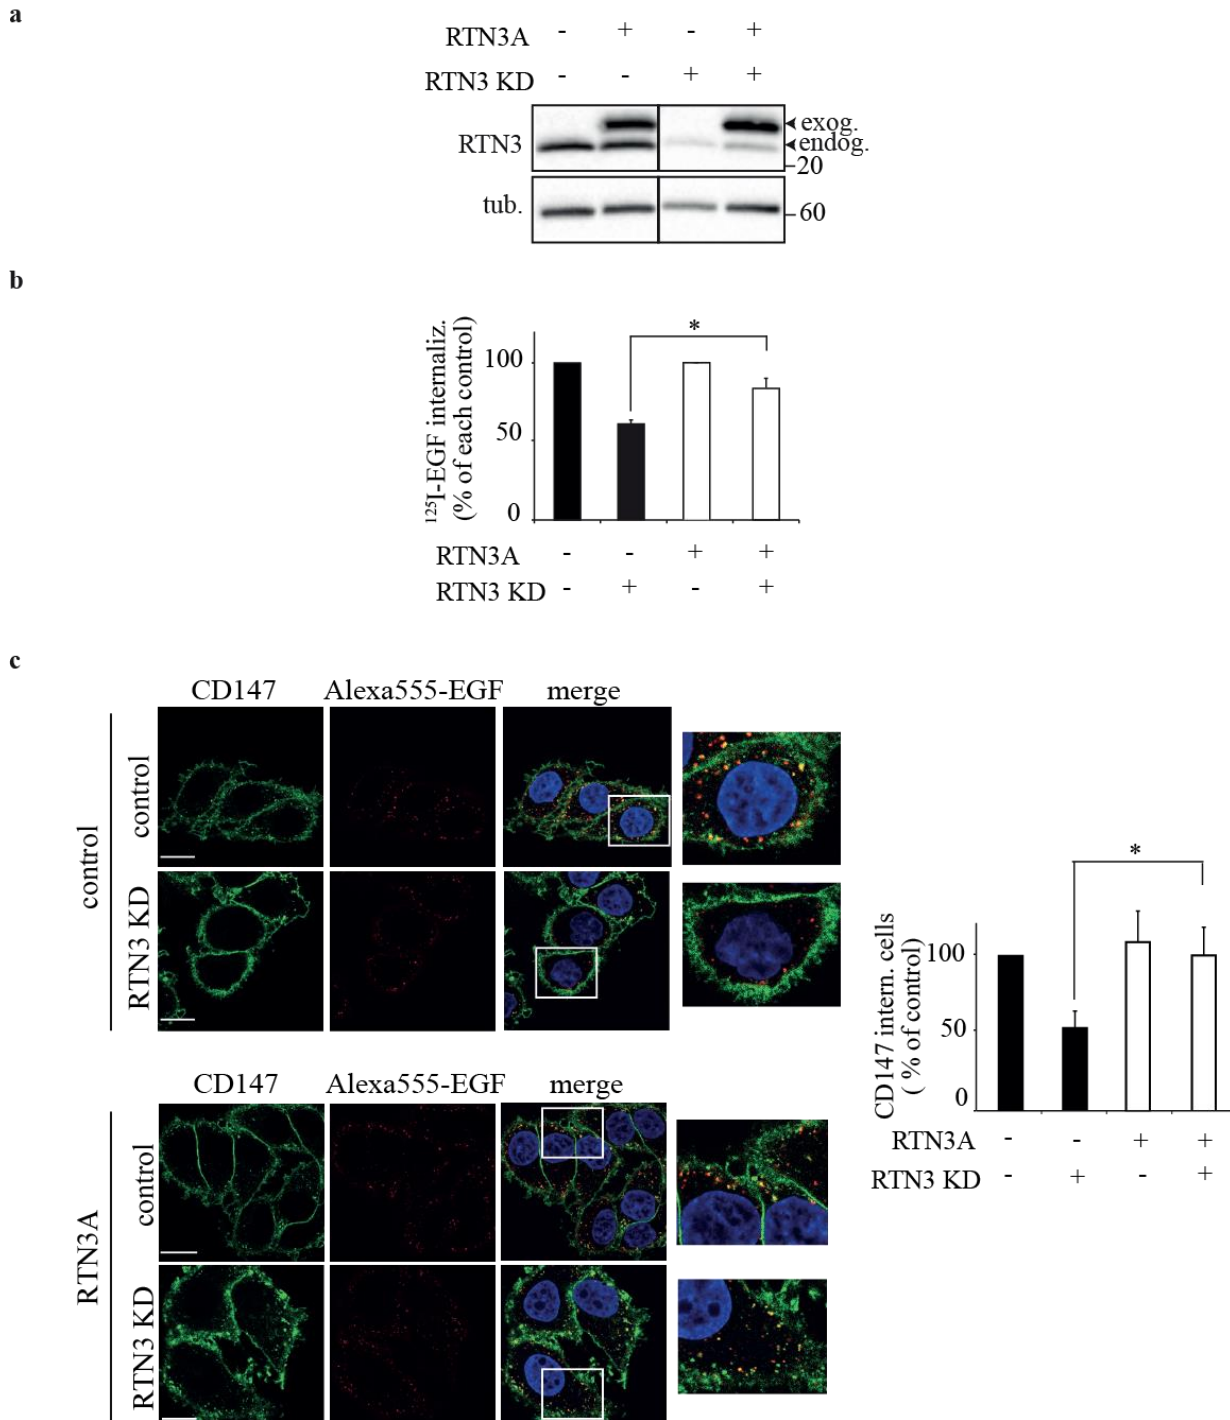 a
RTN3A - + - +
RTN3 KD - - + +
RTN3
exog.
endog.
20
tub.
60
b
¹²⁵I-EGF internaliz.
(% of each control)
100
50
0
*
RTN3A - - + +
RTN3 KD - + - +
c
CD147 Alexa555-EGF merge
control
control
RTN3 KD
CD147 Alexa555-EGF merge
RTN3A
control
RTN3 KD
CD147 intern. cells
( % of control)
100
50
0
*
RTN3A - - + +
RTN3 KD - + - +